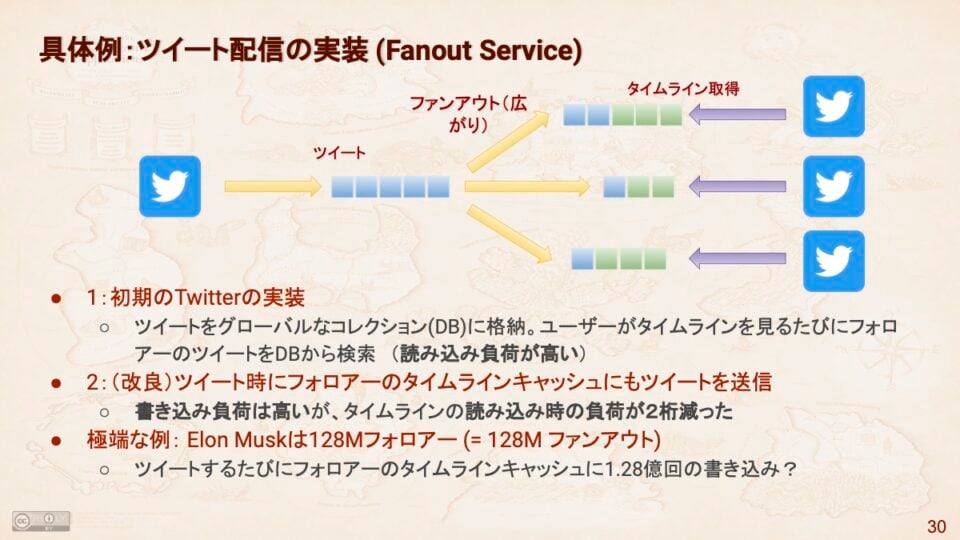 具体例：ツイート配信の実装 (Fanout Service)
タイムライン取得
ファンアウト（広
がり）
ツイート
● 1：初期のTwitterの実装
○ ツイートをグローバルなコレクション(DB)に格納。ユーザーがタイムラインを見るたびにフォロ
アーのツイートをDBから検索 （読み込み負荷が高い）
● 2：（改良）ツイート時にフォロアーのタイムラインキャッシュにもツイートを送信
○ 書き込み負荷は高いが、タイムラインの読み込み時の負荷が2桁減った
● 極端な例： Elon Muskは128Mフォロアー (= 128M ファンアウト)
○ ツイートするたびにフォロアーのタイムラインキャッシュに1.28億回の書き込み？
cc
BY
30